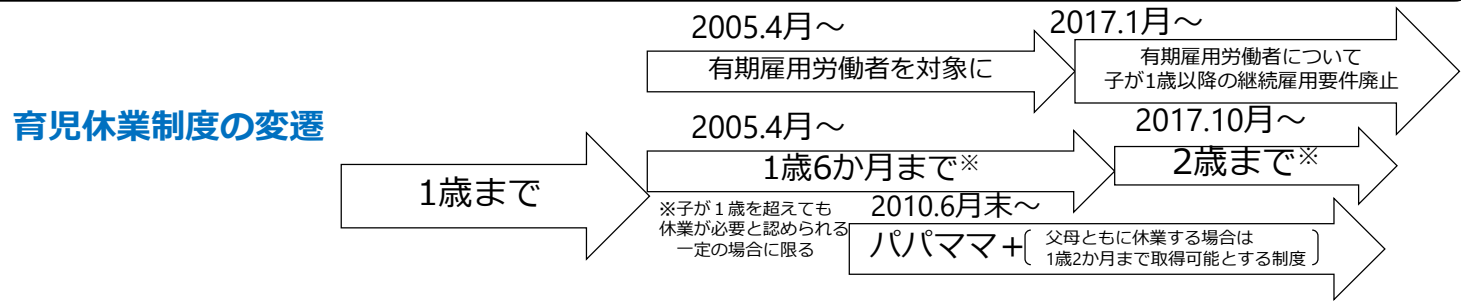 育児休業制度の変遷
2005.4月～
有期雇用労働者を対象に
2017.1月～
有期雇用労働者について
子が1歳以降の継続雇用要件廃止
1歳まで
2005.4月～
1歳6か月まで※
2017.10月～
2歳まで※
※子が１歳を超えても
休業が必要と認められる
一定の場合に限る
2010.6月末～
パパママ＋
父母ともに休業する場合は
1歳2か月まで取得可能とする制度